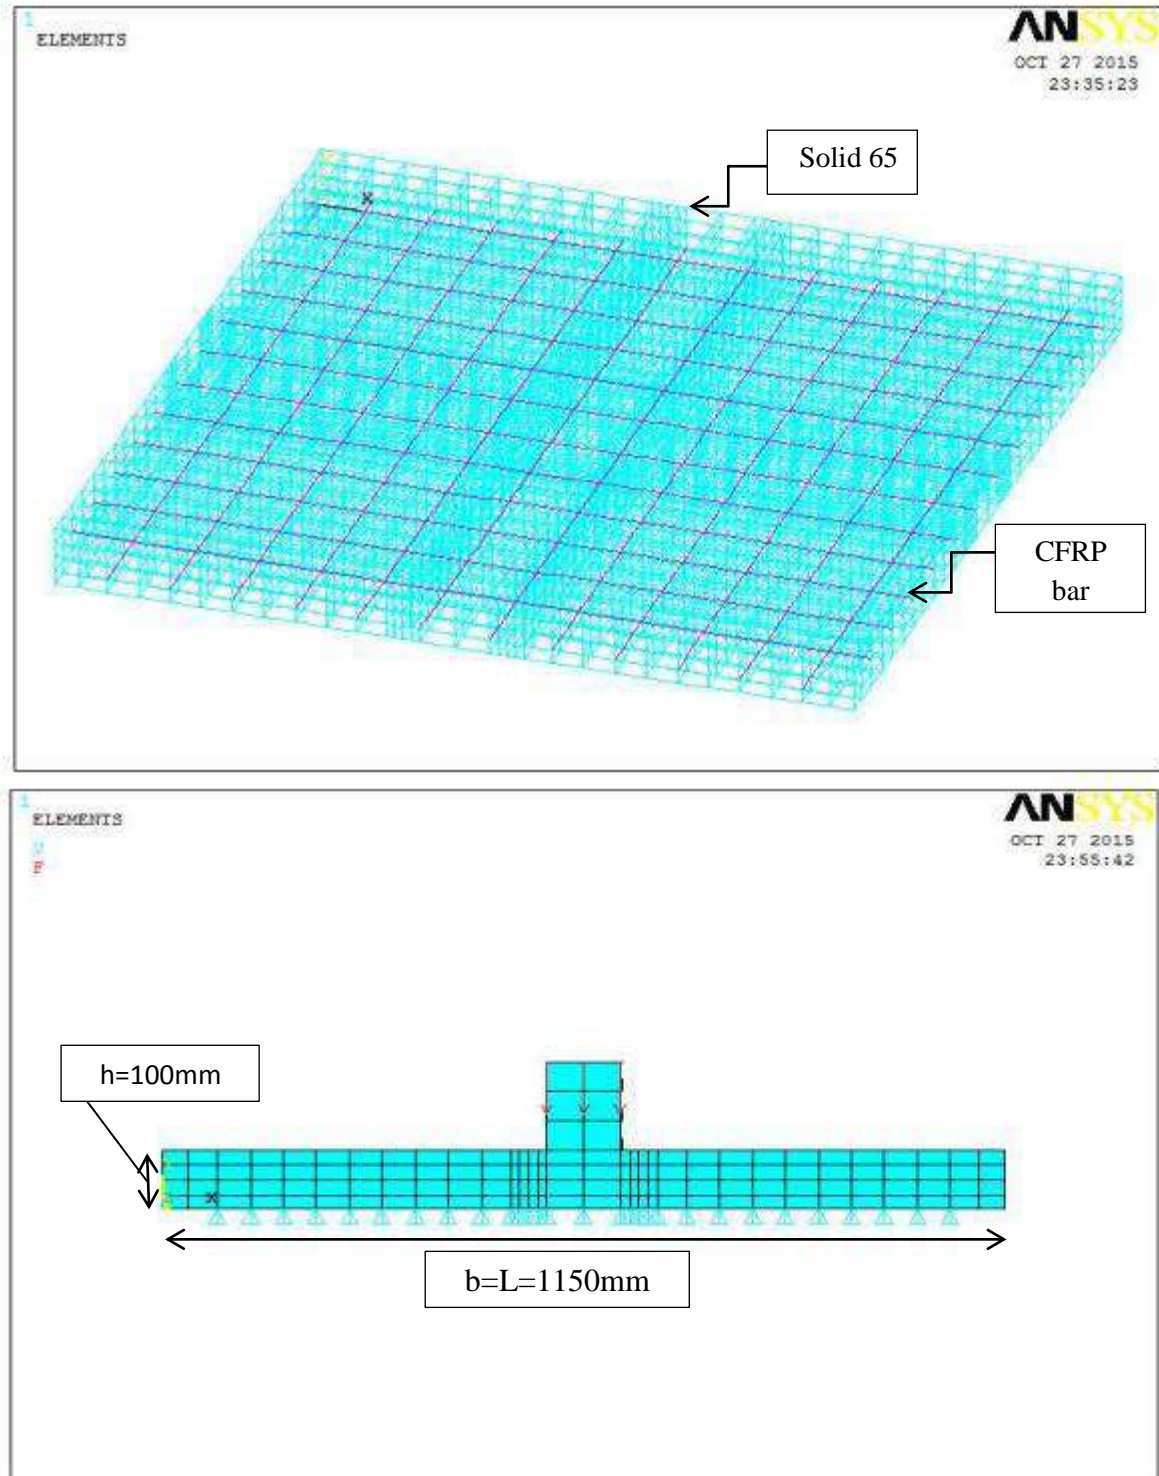 1
ELEMENTS
ANSYS
OCT 27 2015
23:35:23
Solid 65
X
CFRP
bar
1
ELEMENTS
U
F
ANSYS
OCT 27 2015
23:55:42
h=100mm
X
b=L=1150mm